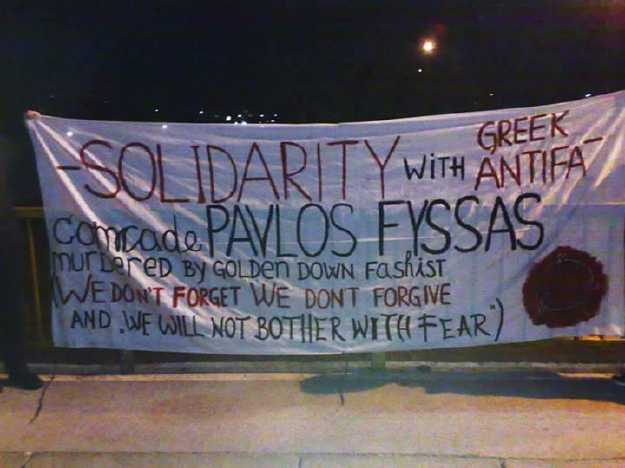 -SOLIDARITY WITH GREEK ANTIFA-
comrade PAVLOS FYSSAS
MURDERED BY GOLDEN DOWN FasHIST
(WE DON'T FORGET WE DONT FORGIVE
AND „WE WILL NOT BOTHER WITH FEAR")